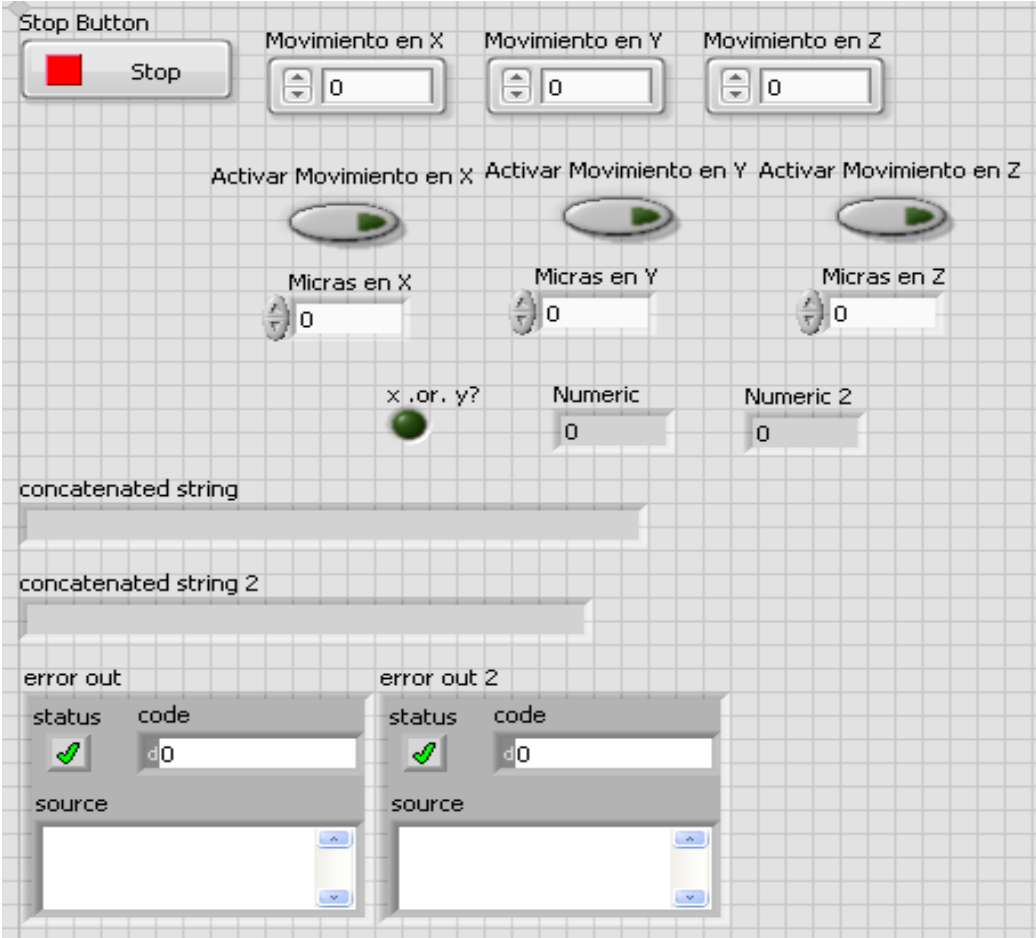 Stop Button
Stop
Movimiento en X
Movimiento en Y
Movimiento en Z
0
0
0
Activar Movimiento en X
Activar Movimiento en Y
Activar Movimiento en Z
Micras en X
Micras en Y
Micras en Z
0
0
0
x .or. y?
Numeric
Numeric 2
0
0
concatenated string
concatenated string 2
error out
status
code
d0
source
error out 2
status
code
d0
source